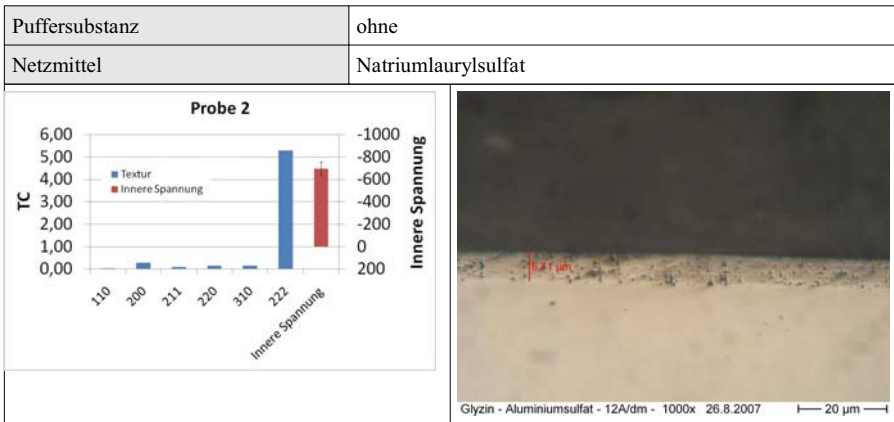 Puffersubstanz ohne
Netzmittel Natriumlaurylsulfat
Probe 2
TC
6,00
5,00
4,00
3,00
2,00
1,00
0,00
Textur
Innere Spannung
-1000
-800
-600
-400
-200
0
200
Innere Spannung
110 200 211 220 310 222 Innere Spannung
Glyzin - Aluminiumsulfat - 12A/dm - 1000x 26.8.2007 20 µm